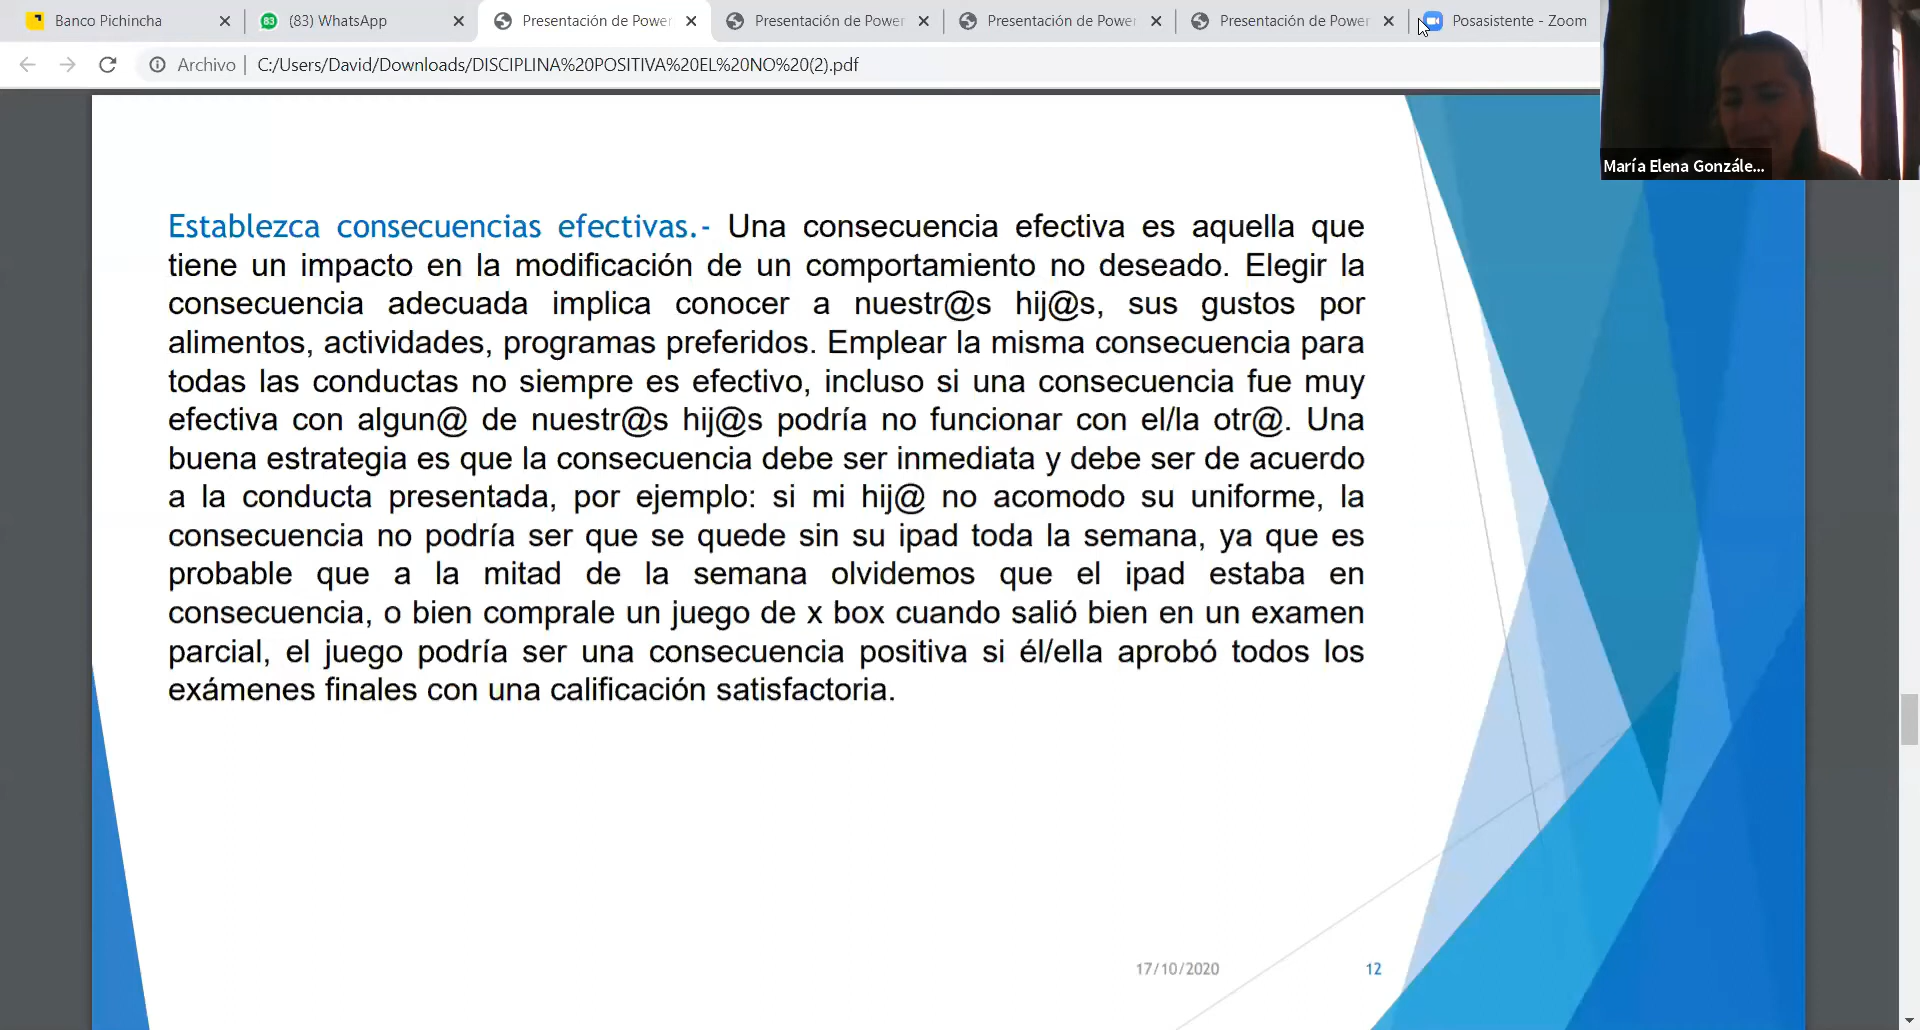 Banco Pichincha
83
(83) WhatsApp
Presentación de Power
Presentación de Power
Presentación de Power
Presentación de Power
Posasistente - Zoom
Archivo
C:/Users/David/Downloads/DISCIPLINA%20POSITIVA%20EL%20NO%20(2).pdf
María Elena Gonzále...
Establezca consecuencias efectivas.- Una consecuencia efectiva es aquella que
tiene un impacto en la modificación de un comportamiento no deseado. Elegir la
consecuencia adecuada implica conocer a nuestr@s hij@s, sus gustos por
alimentos, actividades, programas preferidos. Emplear la misma consecuencia para
todas las conductas no siempre es efectivo, incluso si una consecuencia fue muy
efectiva con algun@ de nuestr@s hij@s podría no funcionar con el/la otr@. Una
buena estrategia es que la consecuencia debe ser inmediata y debe ser de acuerdo
a la conducta presentada, por ejemplo: si mi hij@ no acomodo su uniforme, la
consecuencia no podría ser que se quede sin su ipad toda la semana, ya que es
probable que a la mitad de la semana olvidemos que el ipad estaba en
consecuencia, o bien comprale un juego de x box cuando salió bien en un examen
parcial, el juego podría ser una consecuencia positiva si él/ella aprobó todos los
exámenes finales con una calificación satisfactoria.
17/10/2020
12